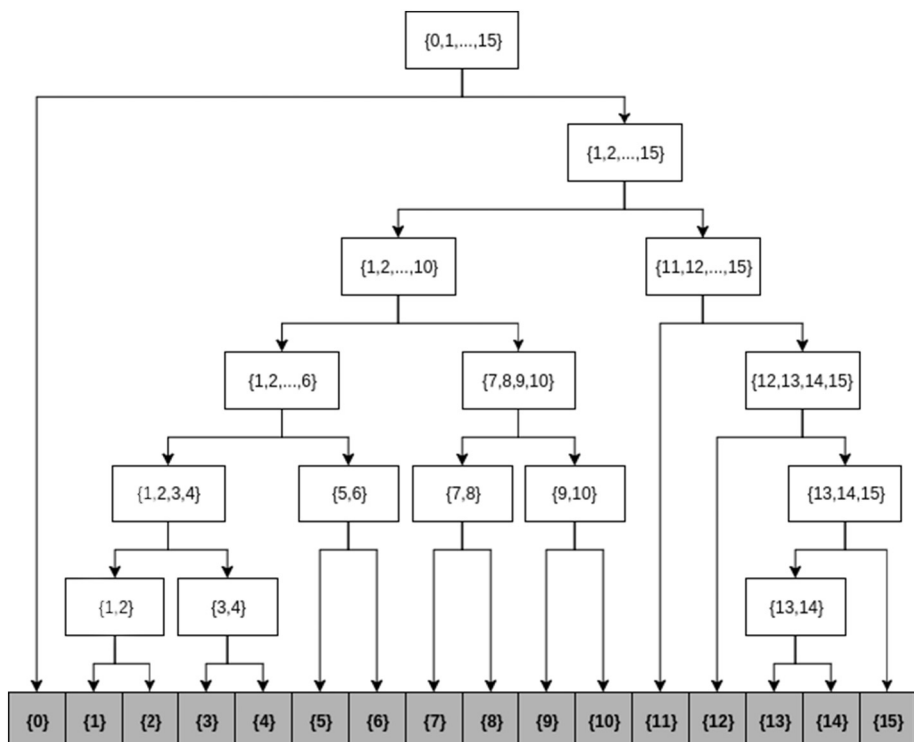 {0,1,...,15}
{1,2,...,15}
{1,2,...,10} {11,12,...,15}
{1,2,...,6} {7,8,9,10} {12,13,14,15}
{1,2,3,4} {5,6} {7,8} {9,10} {13,14,15}
{1,2} {3,4} {13,14}
{0} {1} {2} {3} {4} {5} {6} {7} {8} {9} {10} {11} {12} {13} {14} {15}